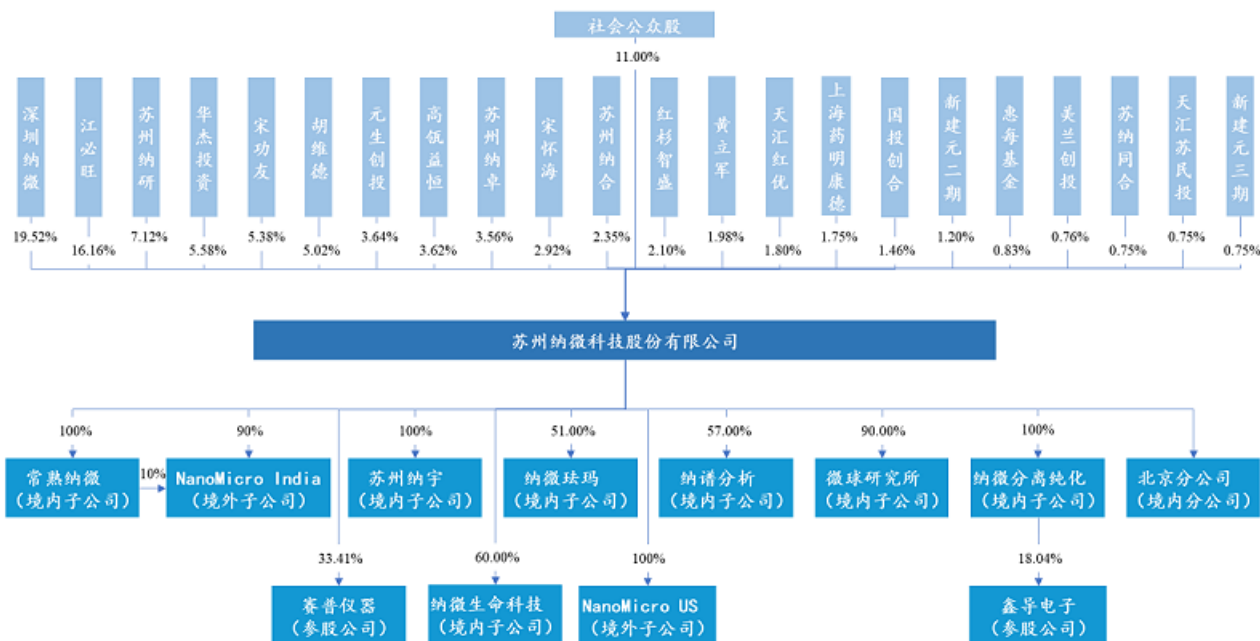 社会公众股
11.00%
深圳纳微
江必旺
苏州纳研
华杰投资
宋功友
胡维德
元生创投
高瓴益恒
苏州纳卓
宋怀海
苏州纳合
红杉智盛
黄立军
天汇红优
上海药明康德
国投创合
新建元二期
惠每基金
美兰创投
苏纳同合
天汇苏民投
新建元三期
19.52%
16.16%
7.12%
5.58%
5.38%
5.02%
3.64%
3.62%
3.56%
2.92%
2.35%
2.10%
1.98%
1.80%
1.75%
1.46%
1.20%
0.83%
0.76%
0.75%
0.75%
0.75%
苏州纳微科技股份有限公司
100%
90%
100%
51.00%
57.00%
90.00%
100%
常熟纳微
（境内子公司）
10%
NanoMicro India
（境外子公司）
苏州纳宇
（境内子公司）
纳微珐玛
（境内子公司）
纳谱分析
（境内子公司）
微球研究所
（境内子公司）
纳微分离纯化
（境内子公司）
北京分公司
（境内分公司）
33.41%
60.00%
100%
18.04%
赛普仪器
（参股公司）
纳微生命科技
（境内子公司）
NanoMicro US
（境外子公司）
鑫导电子
（参股公司）